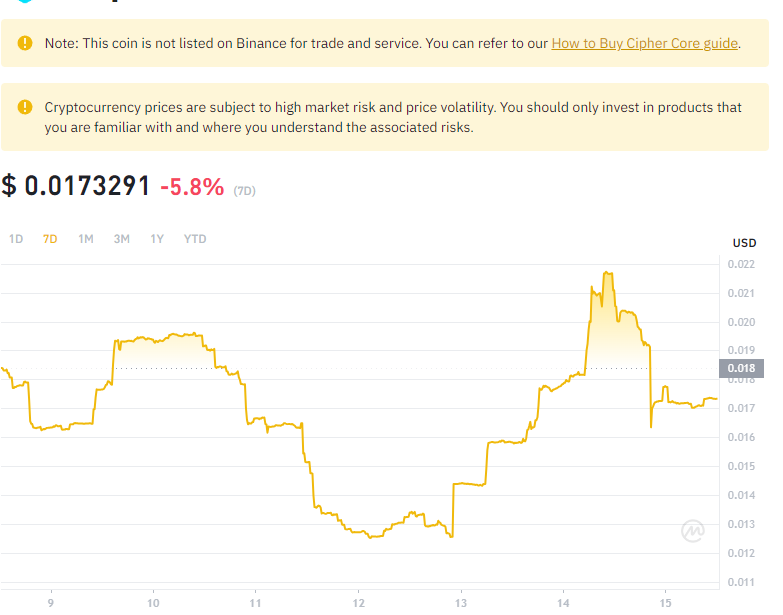 Note: This coin is not listed on Binance for trade and service. You can refer to our How to Buy Cipher Core guide.
Cryptocurrency prices are subject to high market risk and price volatility. You should only invest in products that
you are familiar with and where you understand the associated risks.
$ 0.0173291 -5.8% (7D)
1D 7D 1M 3M 1Y YTD
USD
0.022
0.021
0.020
0.019
0.018
0.018
0.017
0.016
0.015
0.014
0.013
0.012
0.011
9 10 11 12 13 14 15